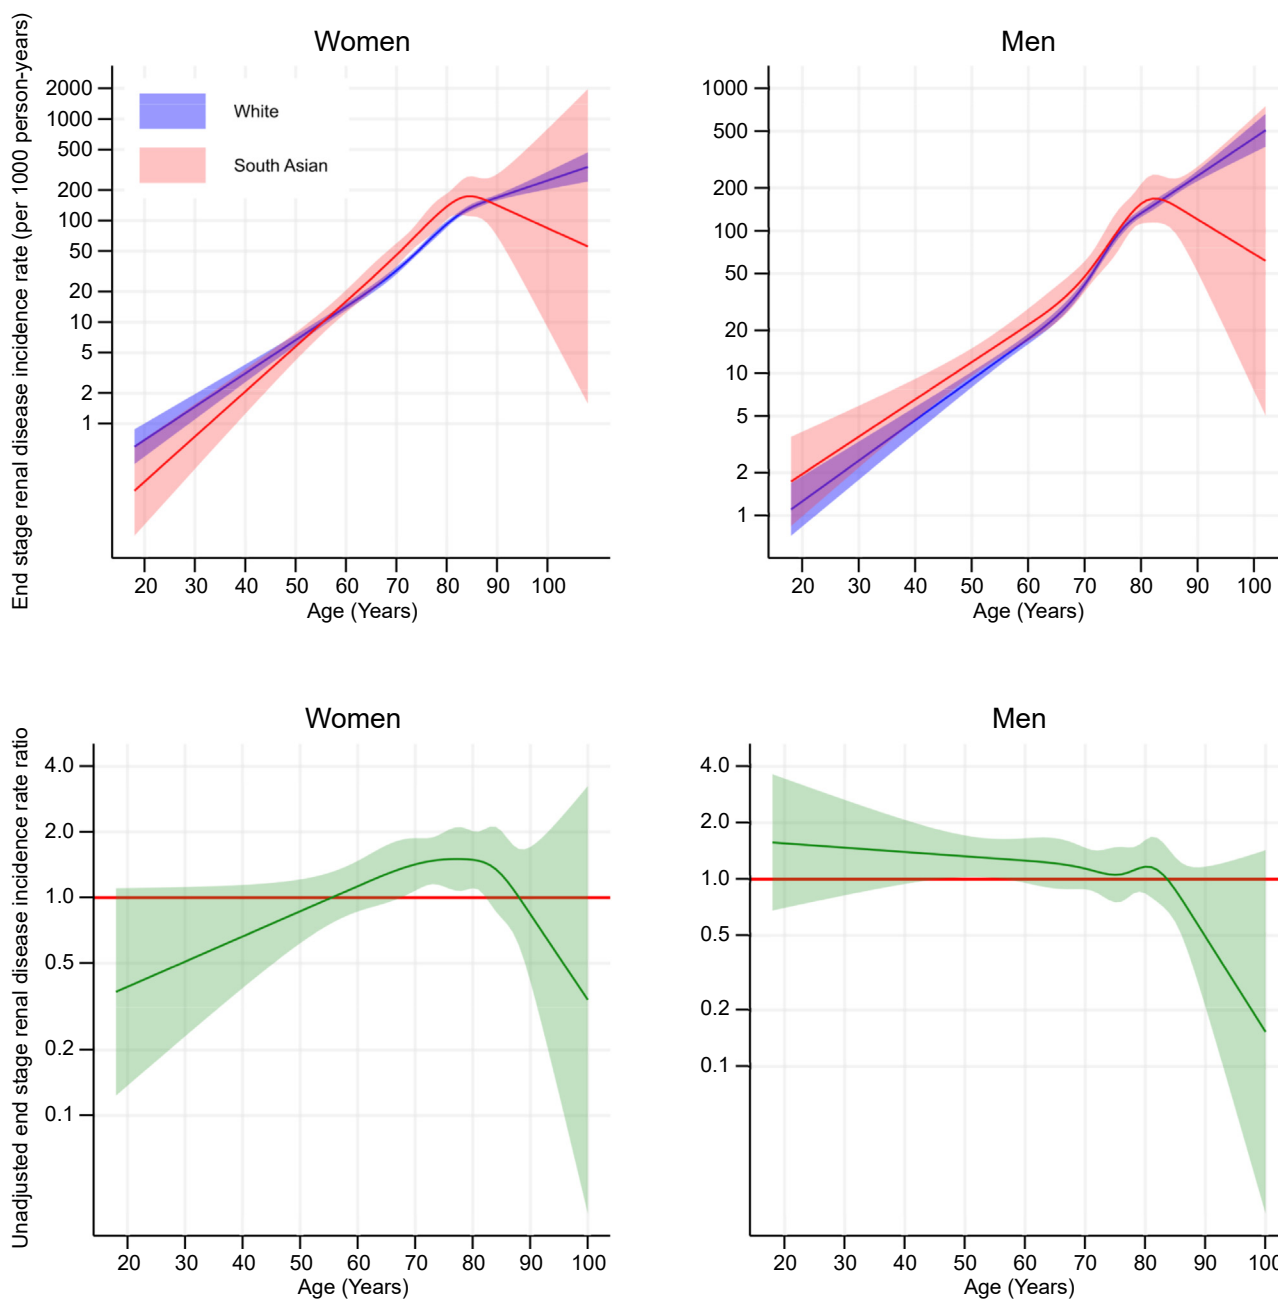 End stage renal disease incidence rate (per 1000 person-years)
Women
2000
1000
500
200
100
50
20
10
5
2
1
White
South Asian
20 30 40 50 60 70 80 90 100
Age (Years)
Men
1000
500
200
100
50
20
10
5
2
1
20 30 40 50 60 70 80 90 100
Age (Years)
Unadjusted end stage renal disease incidence rate ratio
Women
4.0
2.0
1.0
0.5
0.2
0.1
20 30 40 50 60 70 80 90 100
Age (Years)
Men
4.0
2.0
1.0
0.5
0.2
0.1
20 30 40 50 60 70 80 90 100
Age (Years)